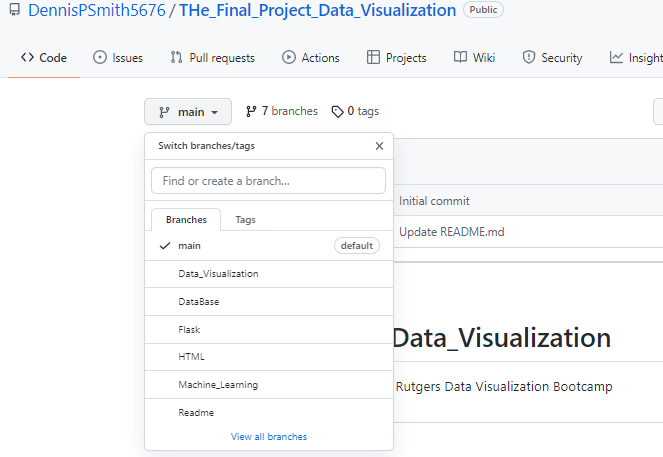 DennisPSmith5676 / THe_Final_Project_Data_Visualization Public
Code Issues Pull requests Actions Projects Wiki Security Insight
main 7 branches 0 tags
Switch branches/tags
Find or create a branch...
Initial commit
Branches Tags
Update README.md
main default
Data_Visualization
DataBase
Flask
Data_Visualization
HTML
Machine_Learning
Rutgers Data Visualization Bootcamp
Readme
View all branches